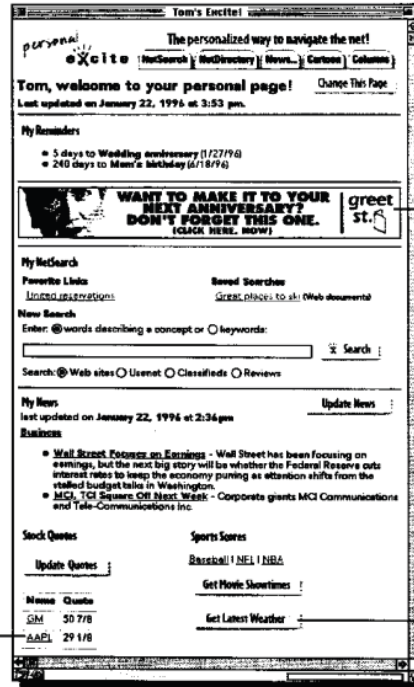 Tom's Excite!
personal
excite
The personalized way to navigate the net!
NetSearch NetDirectory News... Cartoon Columns
Tom, welcome to your personal page!
Change This Page
Last updated on January 22, 1996 at 3:53 pm.
My Reminders
5 days to Wedding anniversary (1/27/96)
240 days to Mom's birthday (6/18/96)
WANT TO MAKE IT TO YOUR
NEXT ANNIVERSARY?
DON'T FORGET THIS ONE.
(CLICK HERE. NOW)
greet
st.
My NetSearch
Favorite Links Saved Searches
United reservations Great places to ski (Web documents)
New Search
Enter: words describing a concept or keywords:
Search
Search: Web sites Usenet Classifieds Reviews
My News
Update News
last updated on January 22, 1996 at 2:36pm
Business
Wall Street Focuses on Earnings - Wall Street has been focusing on
earnings, but the next big story will be whether the Federal Reserve cuts
interest rates to keep the economy puring as attention shifts from the
stalled budget talks in Washington.
MCI, TCI Square Off Next Week - Corporate giants MCI Communications
and Tele-Communications Inc.
Stock Quotes Sports Scores
Update Quotes
Baseball | NFL | NBA
Get Movie Showtimes
Name Quote
GM 50 7/8
Get Latest Weather
AAPL 29 1/8